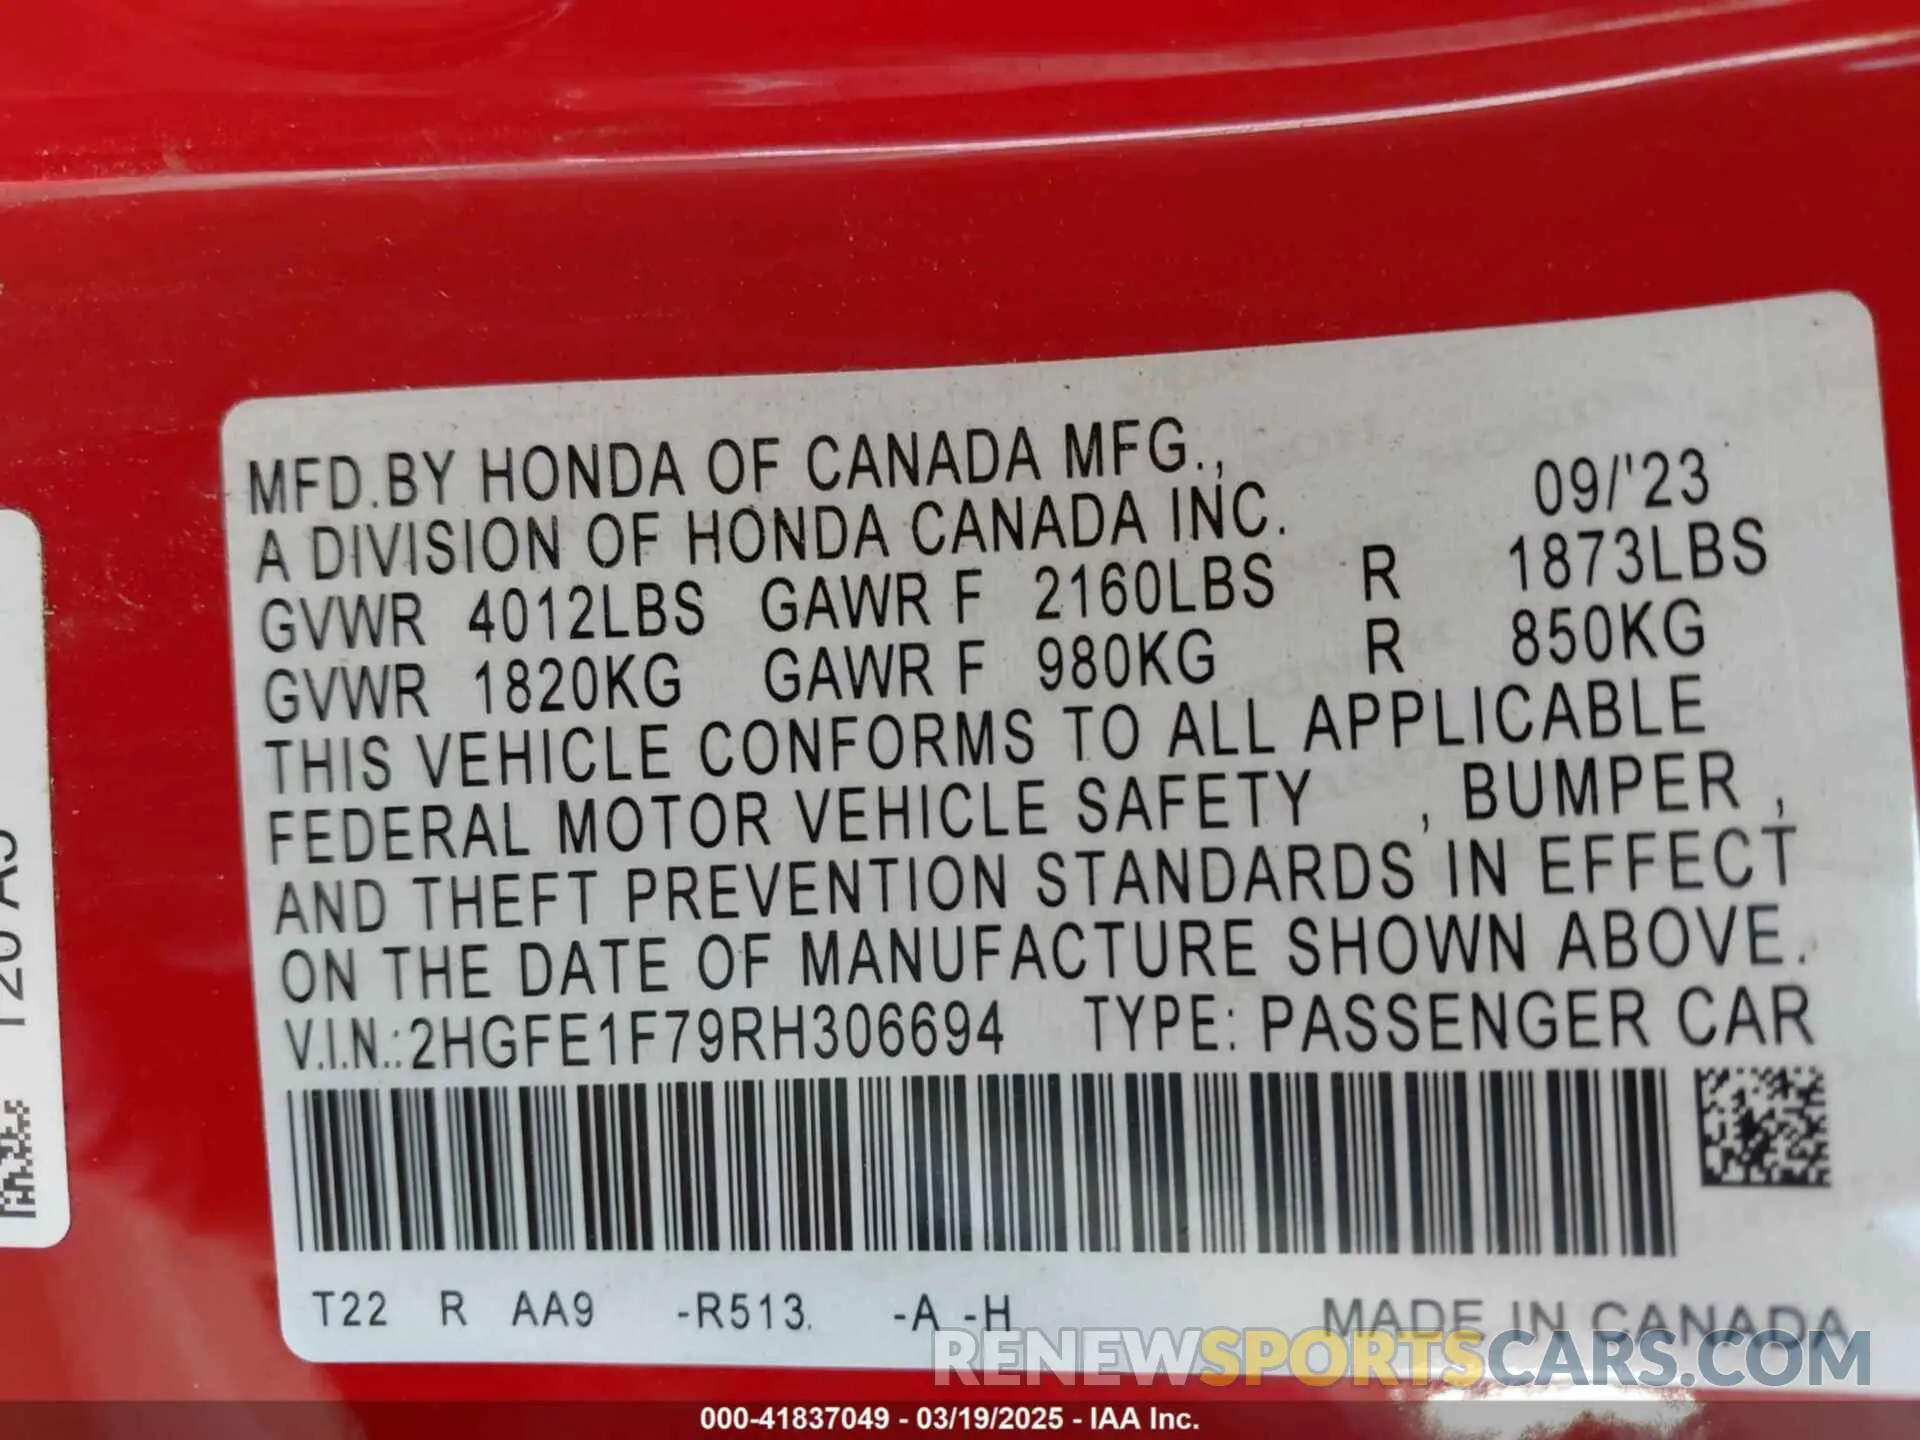 MFD.BY HONDA OF CANADA MFG.,
A DIVISION OF HONDA CANADA INC. 09/'23
GVWR 4012LBS GAWR F 2160LBS R 1873LBS
GVWR 1820KG GAWR F 980KG R 850KG
THIS VEHICLE CONFORMS TO ALL APPLICABLE
FEDERAL MOTOR VEHICLE SAFETY , BUMPER ,
AND THEFT PREVENTION STANDARDS IN EFFECT
ON THE DATE OF MANUFACTURE SHOWN ABOVE.
V.I.N.:2HGFE1F79RH306694 TYPE: PASSENGER CAR
T22 R AA9 -R513. -A -H MADE IN CANADA
RENEWSPORTSCARS.COM
000-41837049 - 03/19/2025 - IAA Inc.